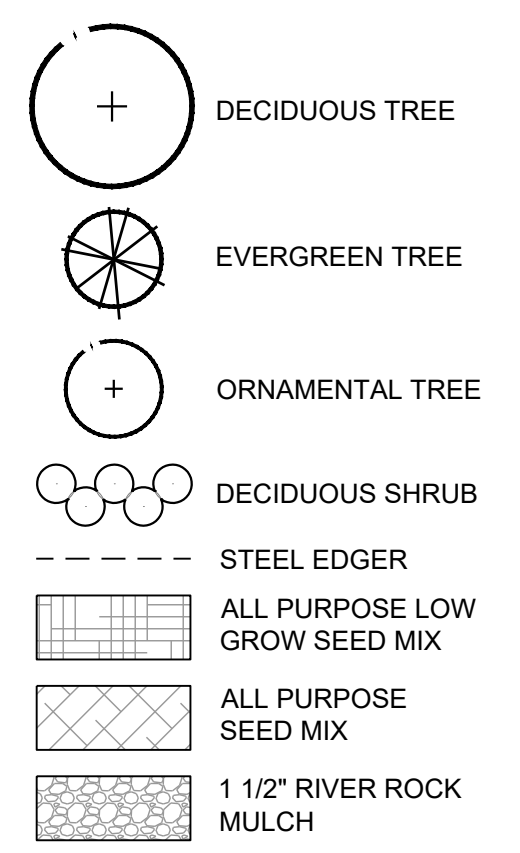 DECIDUOUS TREE
EVERGREEN TREE
ORNAMENTAL TREE
DECIDUOUS SHRUB
STEEL EDGER
ALL PURPOSE LOW
GROW SEED MIX
ALL PURPOSE
SEED MIX
1 1/2" RIVER ROCK
MULCH